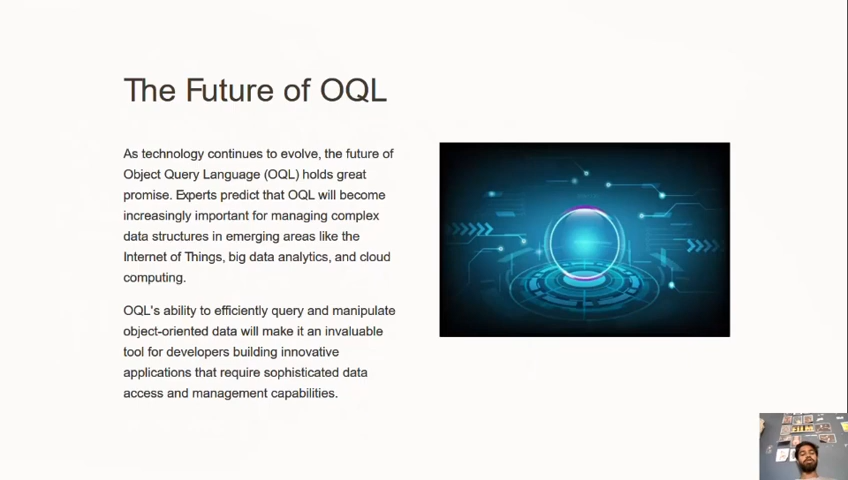 The Future of OQL
As technology continues to evolve, the future of
Object Query Language (OQL) holds great
promise. Experts predict that OQL will become
increasingly important for managing complex
data structures in emerging areas like the
Internet of Things, big data analytics, and cloud
computing.
OQL's ability to efficiently query and manipulate
object-oriented data will make it an invaluable
tool for developers building innovative
applications that require sophisticated data
access and management capabilities.